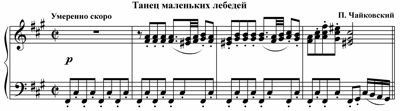 Танец маленьких лебедей
Умеренно скоро
П. Чайковский
p